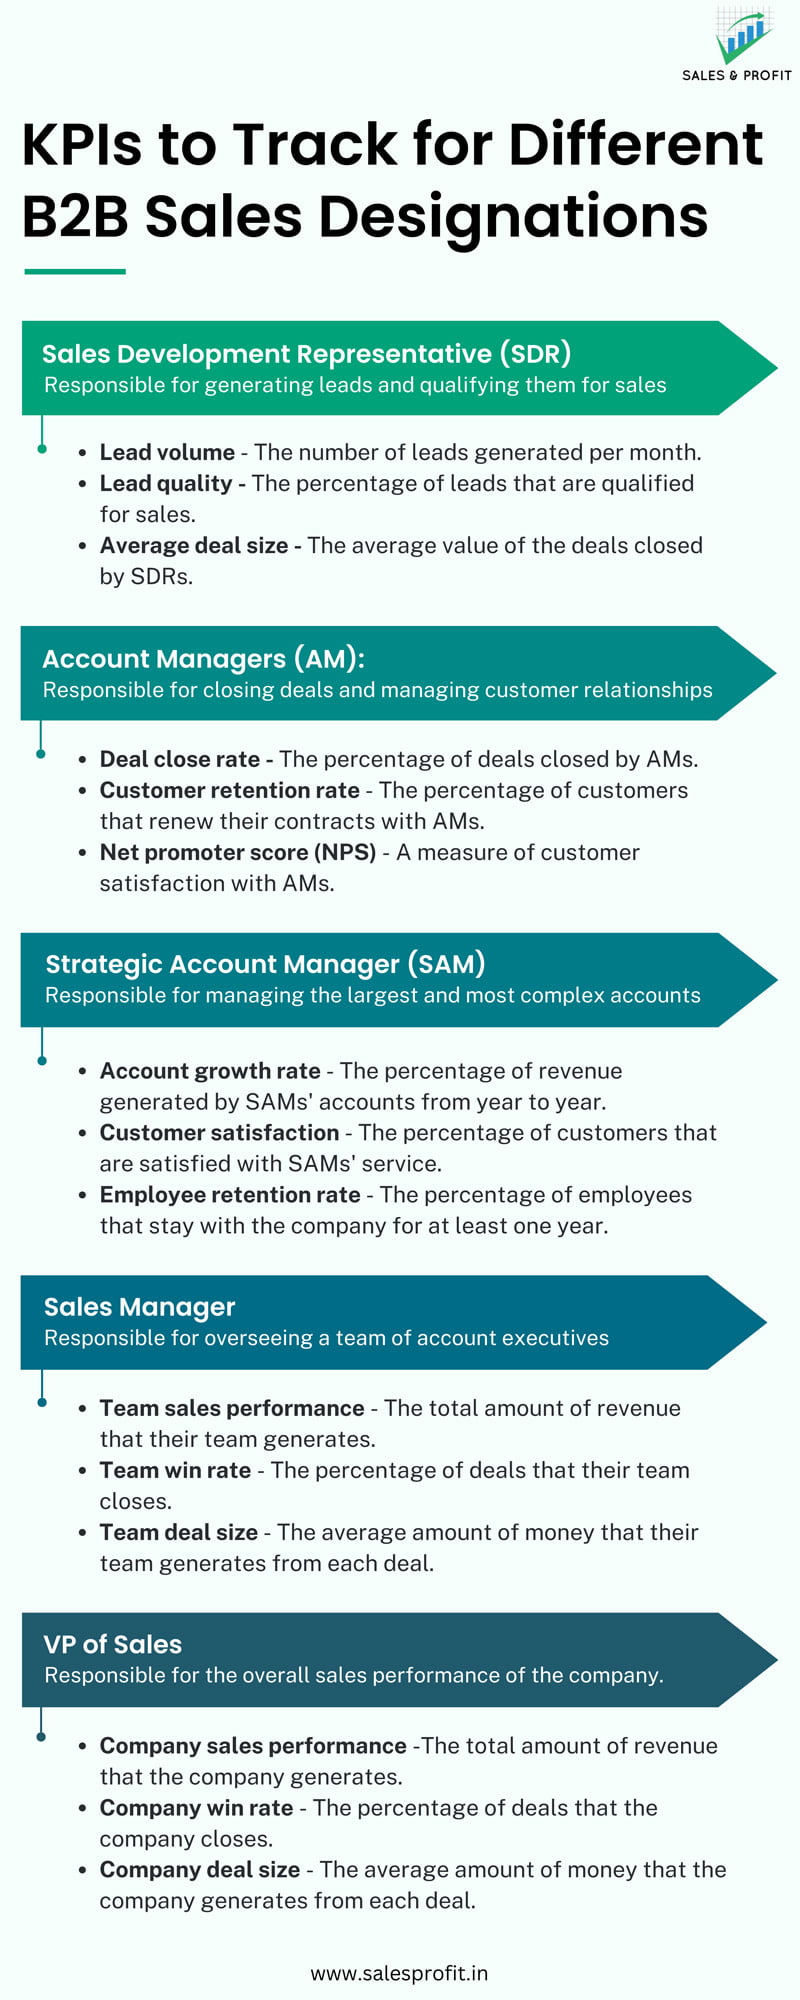 SALES & PROFIT
KPIs to Track for Different
B2B Sales Designations
Sales Development Representative (SDR)
Responsible for generating leads and qualifying them for sales
• Lead volume - The number of leads generated per month.
• Lead quality - The percentage of leads that are qualified
for sales.
• Average deal size - The average value of the deals closed
by SDRs.
Account Managers (AM):
Responsible for closing deals and managing customer relationships
• Deal close rate - The percentage of deals closed by AMs.
• Customer retention rate - The percentage of customers
that renew their contracts with AMs.
• Net promoter score (NPS) - A measure of customer
satisfaction with AMs.
Strategic Account Manager (SAM)
Responsible for managing the largest and most complex accounts
• Account growth rate - The percentage of revenue
generated by SAMs' accounts from year to year.
• Customer satisfaction - The percentage of customers that
are satisfied with SAMs' service.
• Employee retention rate - The percentage of employees
that stay with the company for at least one year.
Sales Manager
Responsible for overseeing a team of account executives
• Team sales performance - The total amount of revenue
that their team generates.
• Team win rate - The percentage of deals that their team
closes.
• Team deal size - The average amount of money that their
team generates from each deal.
VP of Sales
Responsible for the overall sales performance of the company.
• Company sales performance -The total amount of revenue
that the company generates.
• Company win rate - The percentage of deals that the
company closes.
• Company deal size - The average amount of money that the
company generates from each deal.
www.salesprofit.in